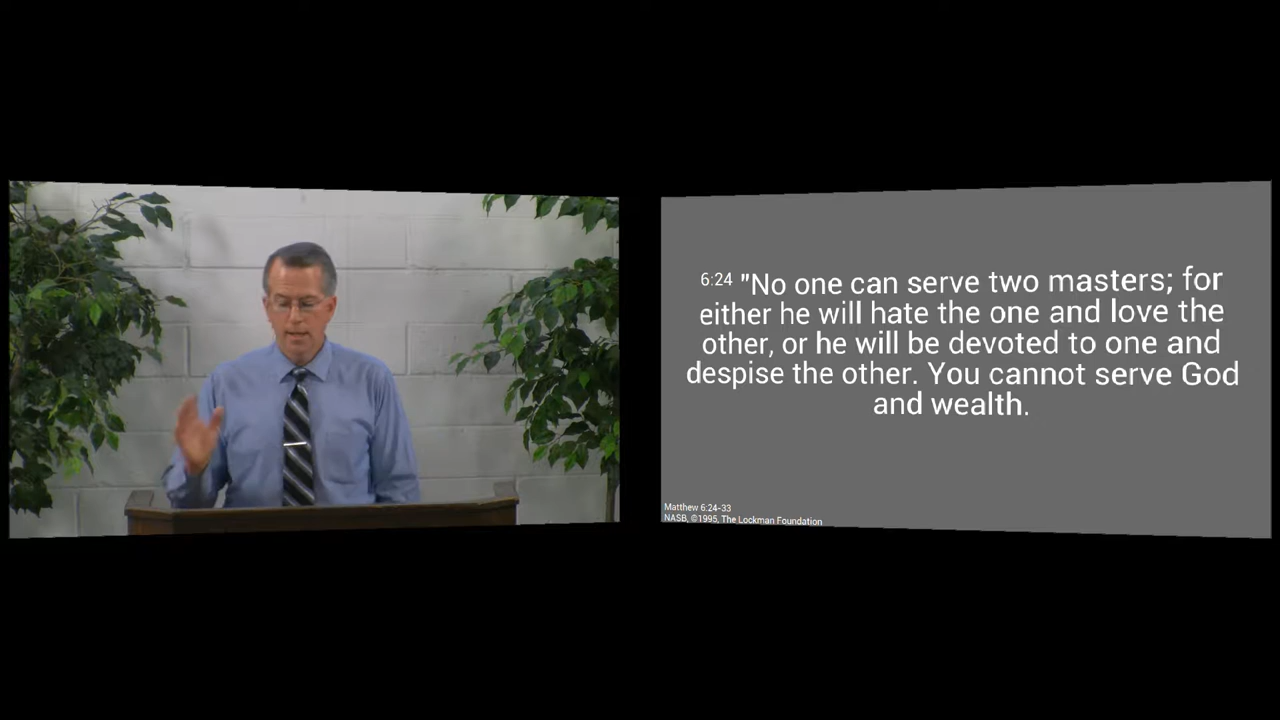 6:24 "No one can serve two masters; for
either he will hate the one and love the
other, or he will be devoted to one and
despise the other. You cannot serve God
and wealth.
Matthew 6:24-33
NASB, ©1995, The Lockman Foundation